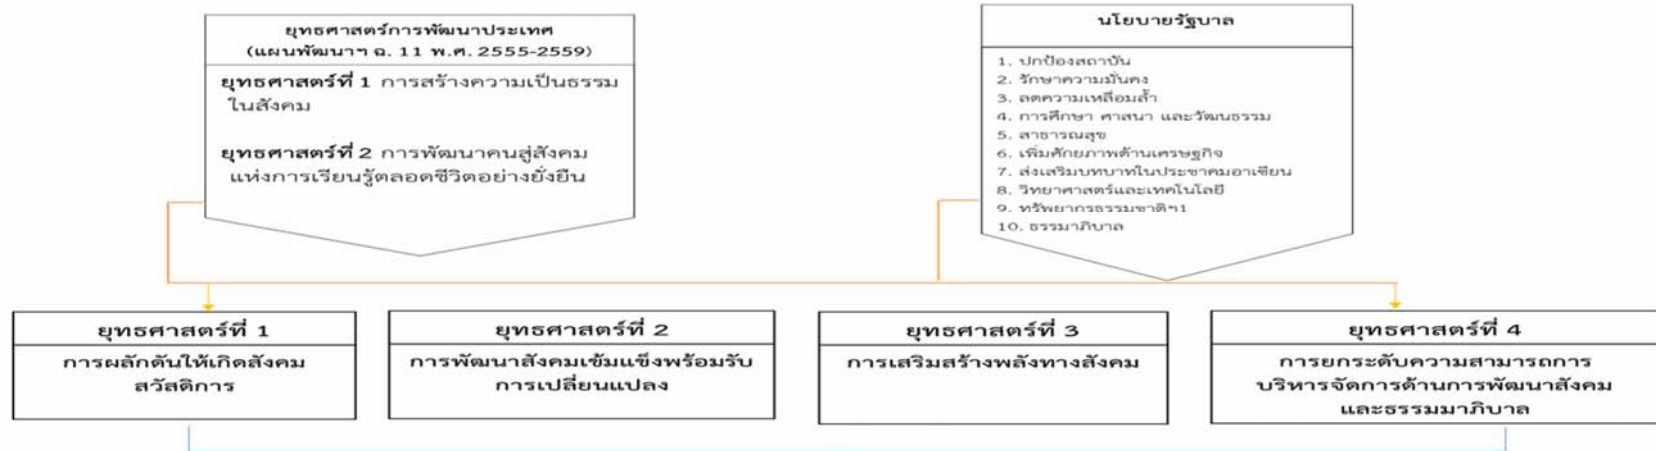 ยุทธศาสตร์การพัฒนาประเทศ
(แผนพัฒนาฯ ฉ. 11 พ.ศ. 2555-2559)
ยุทธศาสตร์ที่ 1 การสร้างความเป็นธรรม
ในสังคม
ยุทธศาสตร์ที่ 2 การพัฒนาคนสู่สังคม
แห่งการเรียนรู้ตลอดชีวิตอย่างยั่งยืน
นโยบายรัฐบาล
1. ปกป้องสถาบัน
2. รักษาความมั่นคง
3. ลดความเหลื่อมล้ำ
4. การศึกษา ศาสนา และวัฒนธรรม
5. สาธารณสุข
6. เพิ่มศักยภาพด้านเศรษฐกิจ
7. ส่งเสริมบทบาทในประชาคมอาเซียน
8. วิทยาศาสตร์และเทคโนโลยี
9. ทรัพยากรธรรมชาติฯ1
10. ธรรมาภิบาล
ยุทธศาสตร์ที่ 1
การผลักดันให้เกิดสังคม
สวัสดิการ
ยุทธศาสตร์ที่ 2
การพัฒนาสังคมเข้มแข็งพร้อมรับ
การเปลี่ยนแปลง
ยุทธศาสตร์ที่ 3
การเสริมสร้างพลังทางสังคม
ยุทธศาสตร์ที่ 4
การยกระดับความสามารถการ
บริหารจัดการด้านการพัฒนาสังคม
และธรรมมาภิบาล